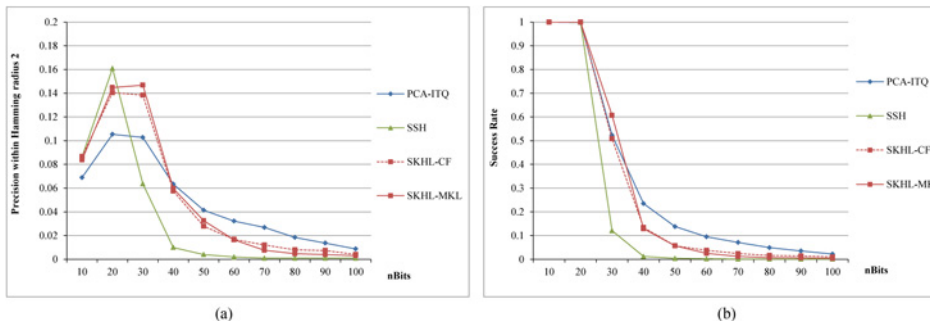 0.2
0.18
0.16
0.14
0.12
0.1
0.08
0.06
0.04
0.02
0
Precision within Hamming radius 2
10 20 30 40 50 60 70 80 90 100
nBits
PCA-ITQ
SSH
SKHL-CF
SKHL-MKL
(a)
1
0.9
0.8
0.7
0.6
0.5
0.4
0.3
0.2
0.1
0
Success Rate
10 20 30 40 50 60 70 80 90 100
nBits
PCA-ITQ
SSH
SKHL-CF
SKHL-MK
(b)